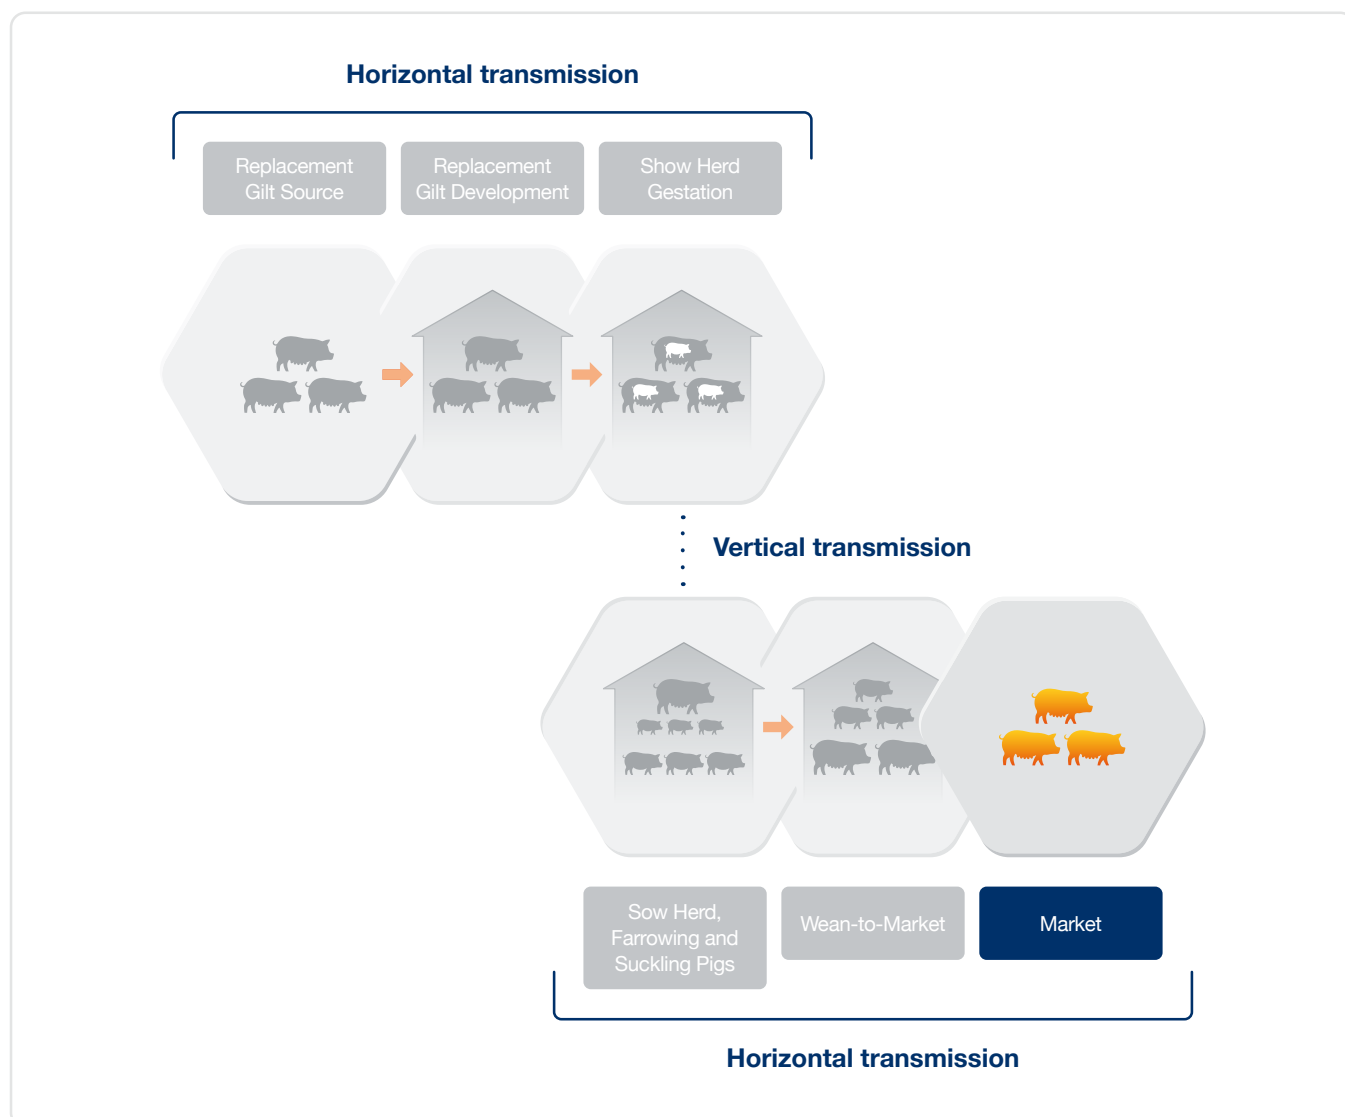 Horizontal transmission
Replacement
Gilt Source
Replacement
Gilt Development
Show Herd
Gestation
Vertical transmission
Sow Herd,
Farrowing and
Suckling Pigs
Wean-to-Market
Market
Horizontal transmission